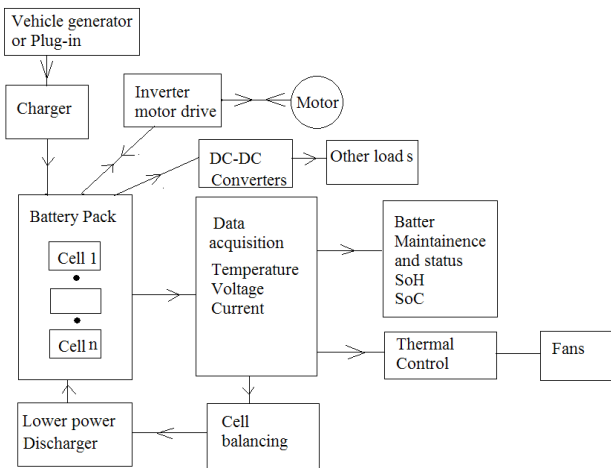 Vehicle generator
or Plug-in
Charger
Inverter
motor drive
Motor
DC-DC
Converters
Other load s
Battery Pack
Cell 1
Cell n
Data
acquisition
Temperature
Voltage
Current
Batter
Maintainence
and status
SoH
SoC
Thermal
Control
Fans
Lower power
Discharger
Cell
balancing